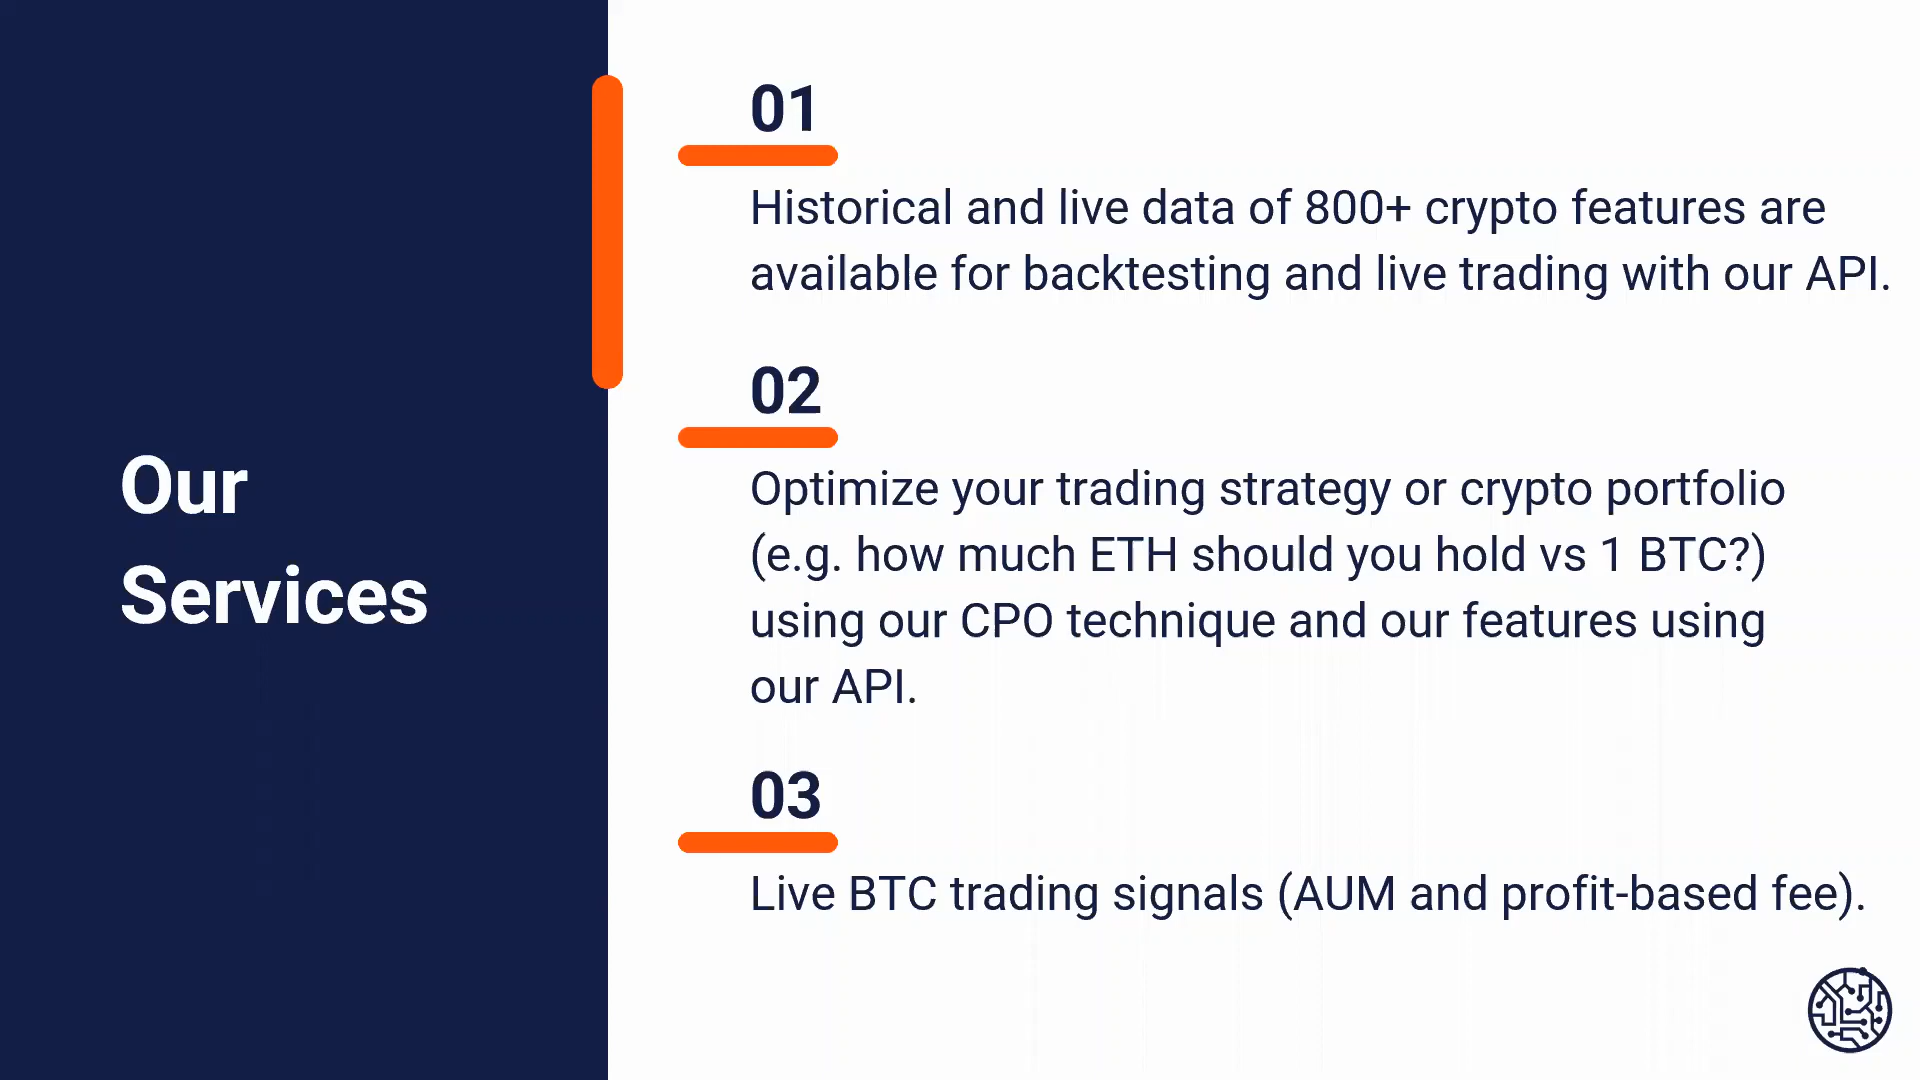 Our
Services
01
Historical and live data of 800+ crypto features are
available for backtesting and live trading with our API.
02
Optimize your trading strategy or crypto portfolio
(e.g. how much ETH should you hold vs 1 BTC?)
using our CPO technique and our features using
our API.
03
Live BTC trading signals (AUM and profit-based fee).